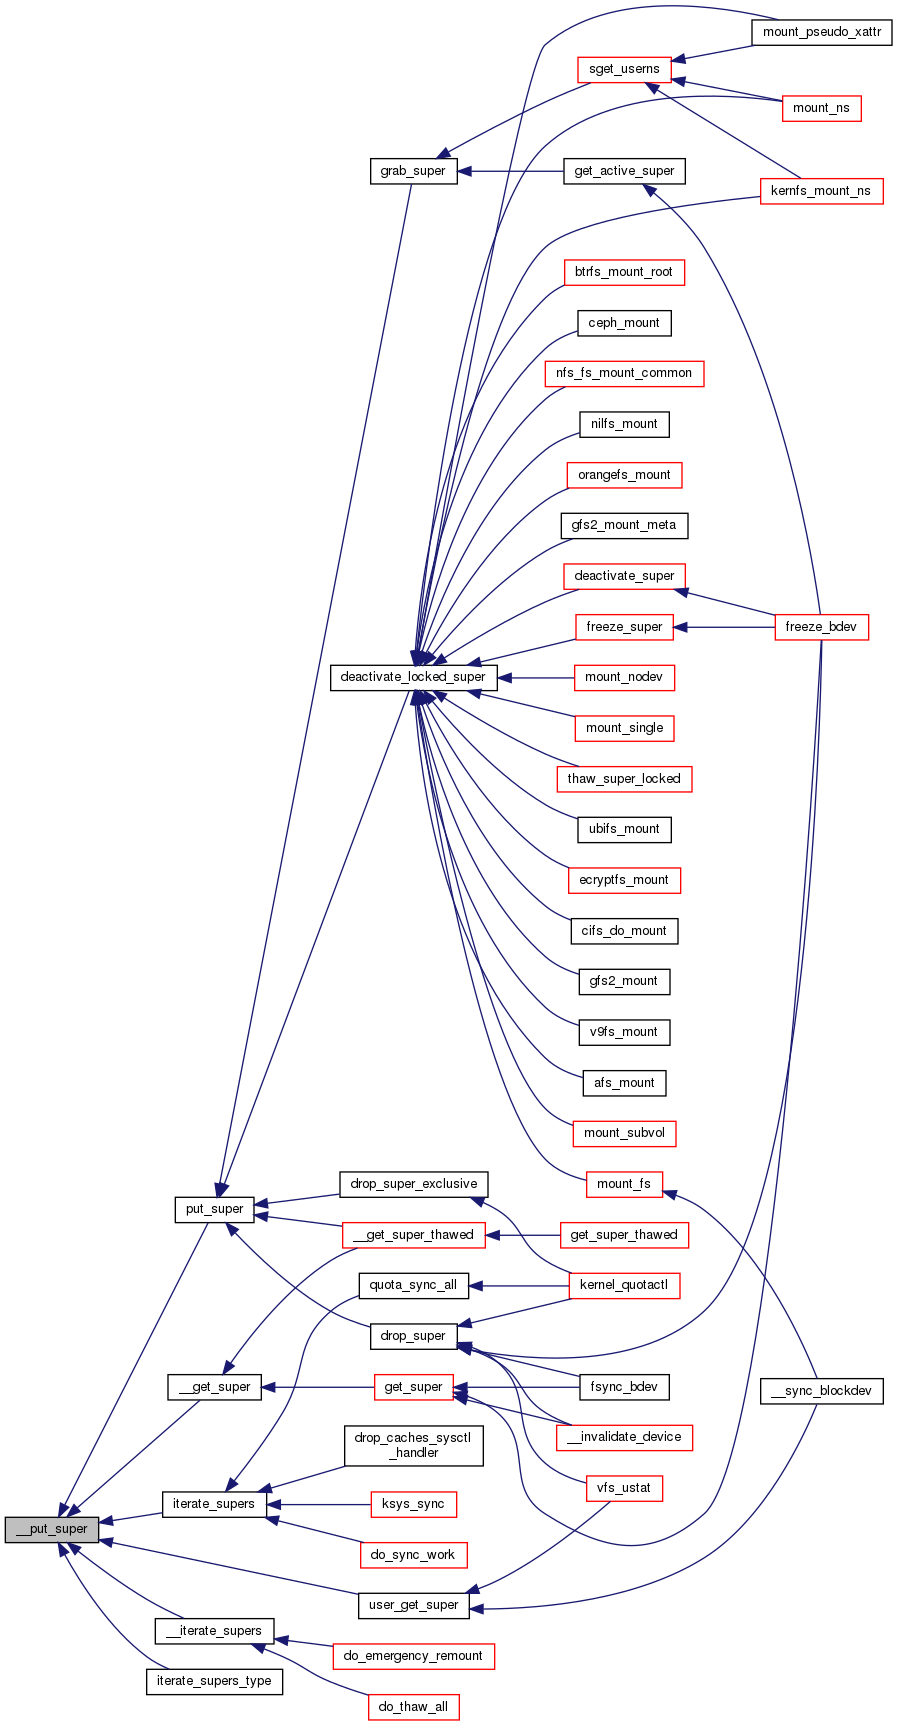 mount_pseudo_xattr
sget_userns
mount_ns
grab_super
get_active_super
kernfs_mount_ns
btrfs_mount_root
ceph_mount
nfs_fs_mount_common
nilfs_mount
orangefs_mount
gfs2_mount_meta
deactivate_super
freeze_super
freeze_bdev
deactivate_locked_super
mount_nodev
mount_single
thaw_super_locked
ubifs_mount
ecryptfs_mount
cifs_do_mount
gfs2_mount
v9fs_mount
afs_mount
mount_subvol
mount_fs
drop_super_exclusive
put_super
__get_super_thawed
get_super_thawed
quota_sync_all
kernel_quotactl
drop_super
__get_super
get_super
fsync_bdev
__sync_blockdev
drop_caches_sysctl
_handler
__invalidate_device
vfs_ustat
iterate_supers
ksys_sync
__put_super
do_sync_work
user_get_super
__iterate_supers
do_emergency_remount
iterate_supers_type
do_thaw_all